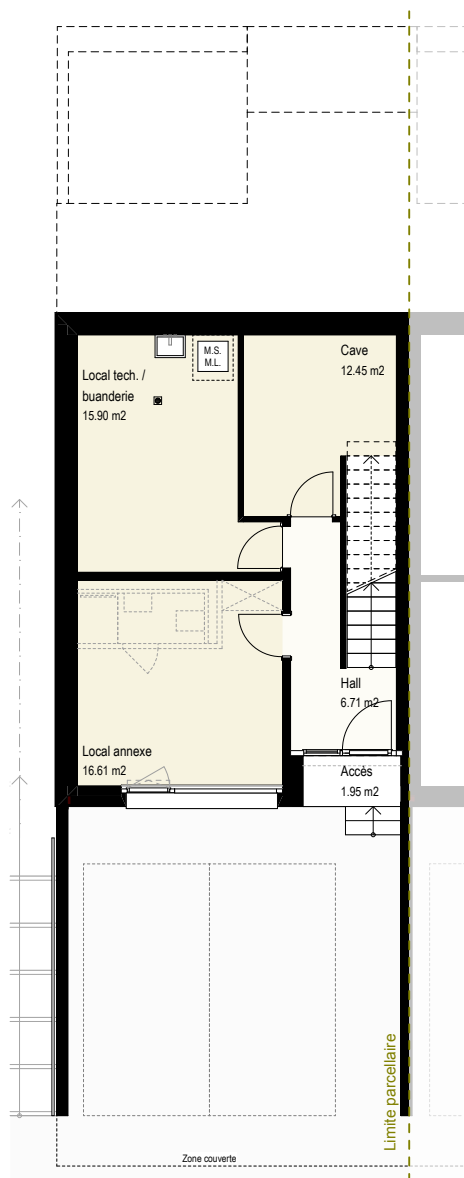 M.S.
M.L.
Local tech. /
buanderie
15.90 m2
Cave
12.45 m2
Hall
6.71 m2
Local annexe
16.61 m2
Accès
1.95 m2
Limite parcellaire
Zone couverte